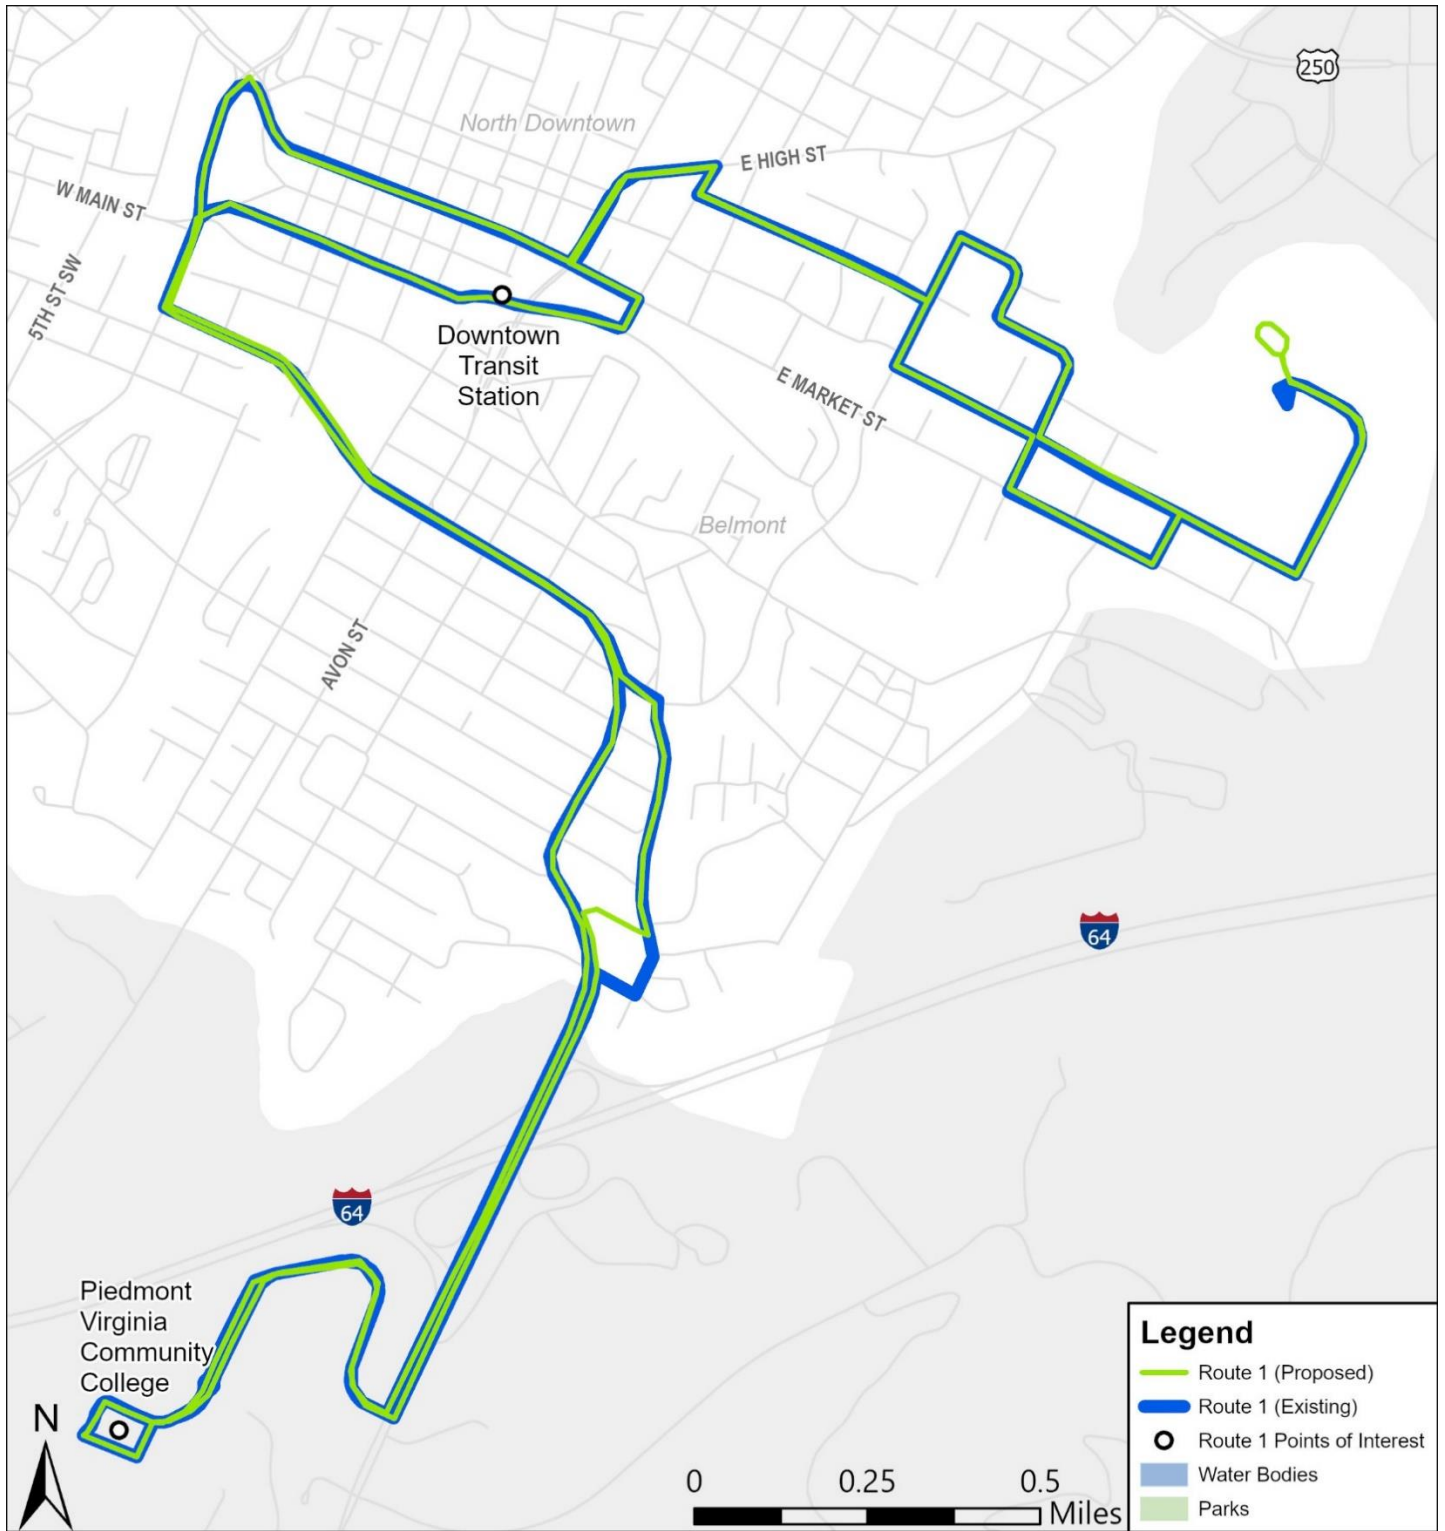 250
North Downtown
E HIGH ST
W MAIN ST
5TH ST SW
Downtown
Transit
Station
E MARKET ST
Belmont
AVON ST
64
64
Piedmont
Virginia
Community
College
N
0 0.25 0.5
Miles
Legend
Route 1 (Proposed)
Route 1 (Existing)
Route 1 Points of Interest
Water Bodies
Parks